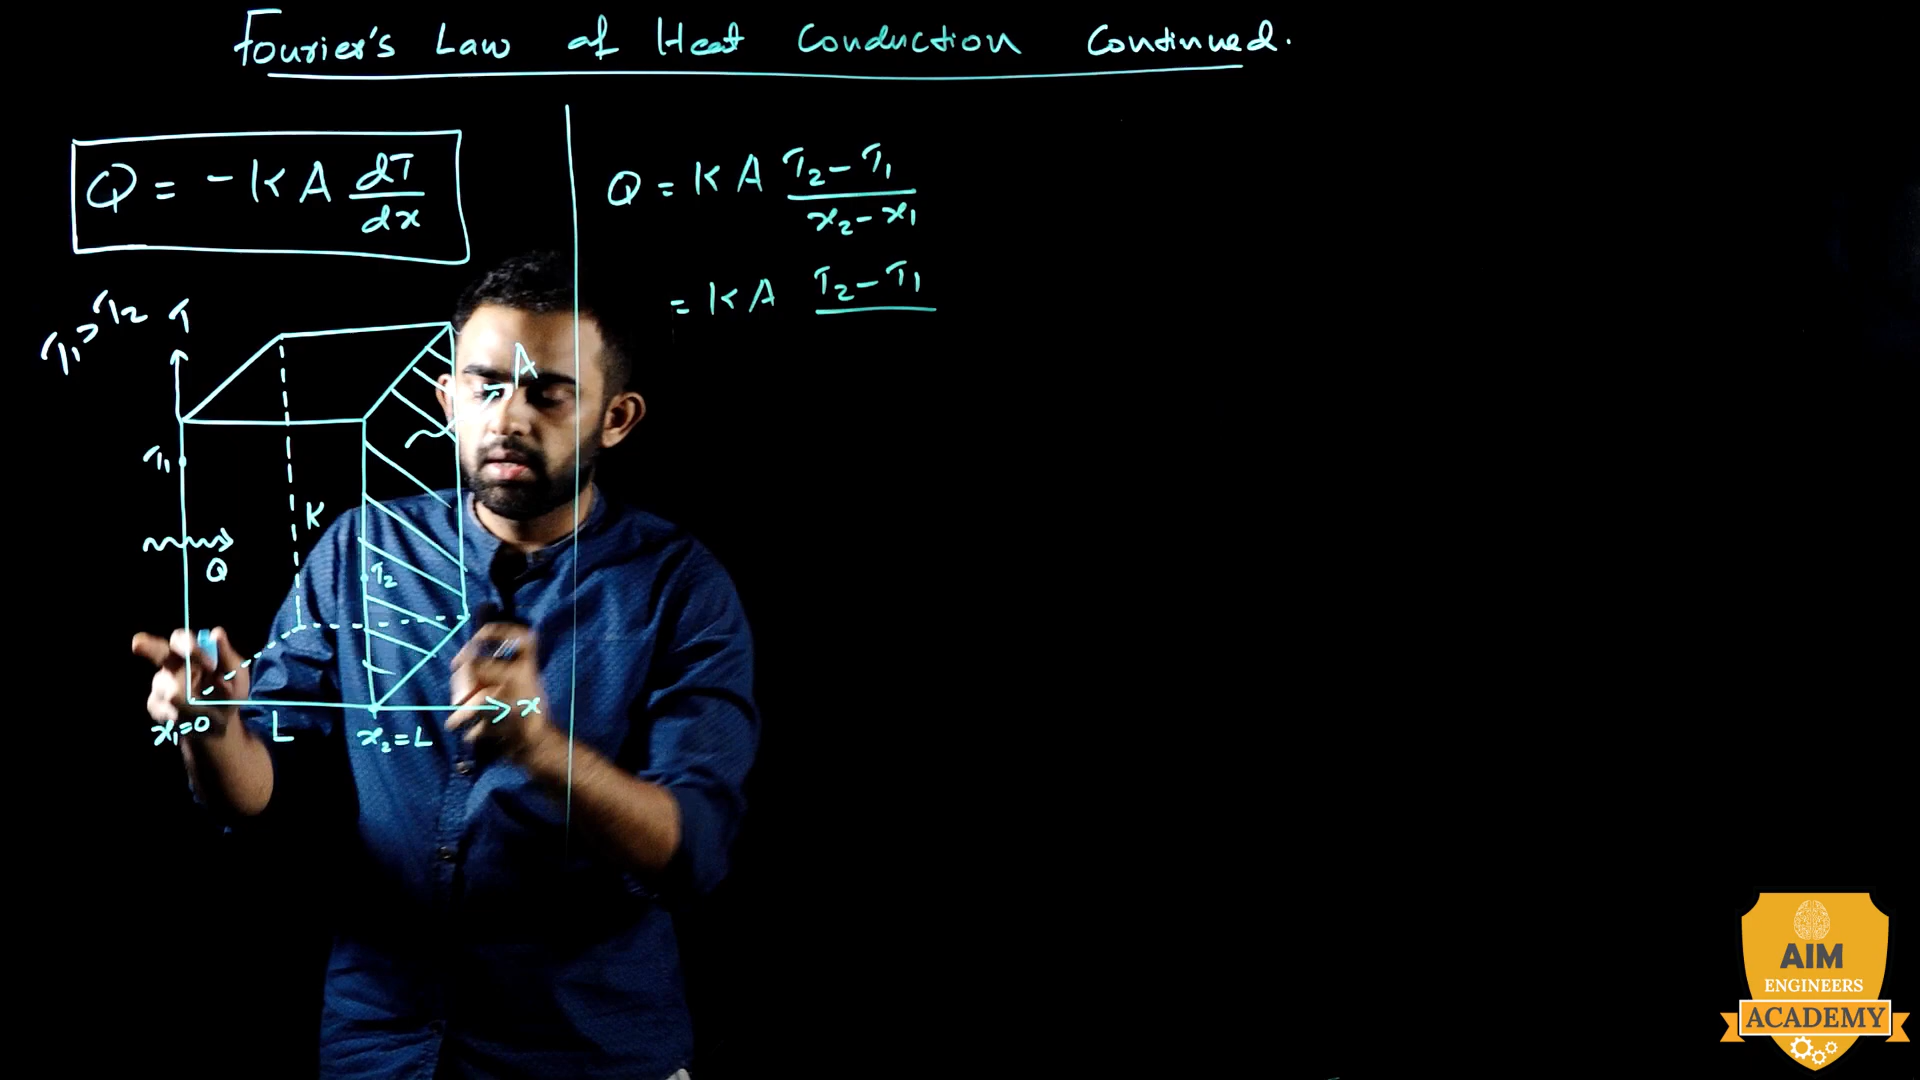 Fourier's Law of Heat Conduction Continued.
Q = -KA dT/dx
T1>T2
T
T1
Q
K
T2
A
x1=0
L
x2=L
x
Q = KA T2-T1/x2-x1
= KA T2-T1
AIM
ENGINEERS
ACADEMY